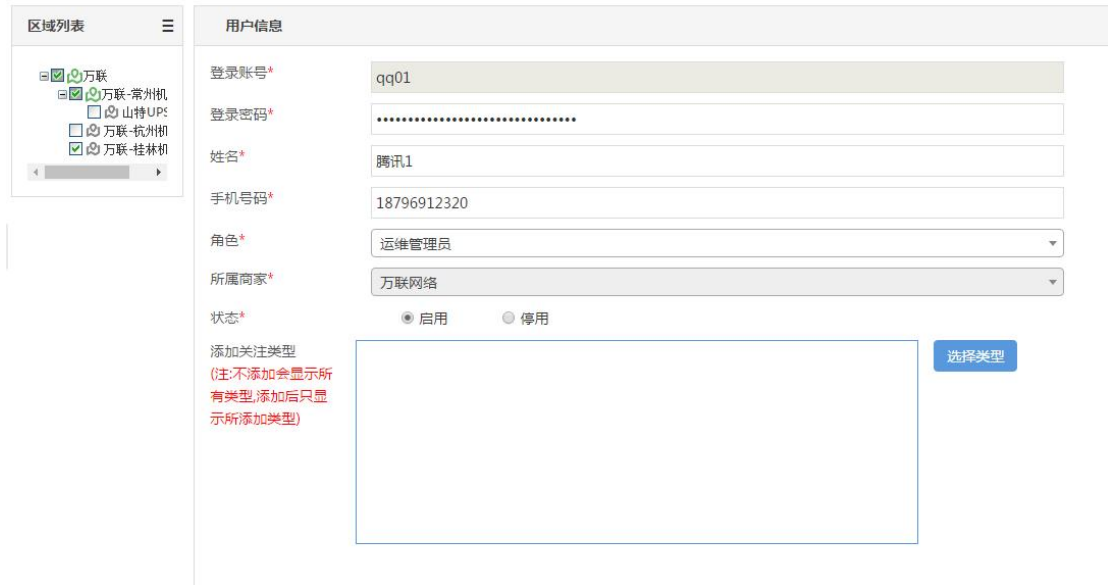 区域列表
万联
万联-常州机
山特UPS
万联-杭州机
万联-桂林机
用户信息
登录账号*
qq01
登录密码*
••••••••••••••••••••••••••••••••
姓名*
腾讯1
手机号码*
18796912320
角色*
运维管理员
所属商家*
万联网络
状态*
启用 停用
添加关注类型
(注:不添加会显示所
有类型,添加后只显
示所添加类型)
选择类型